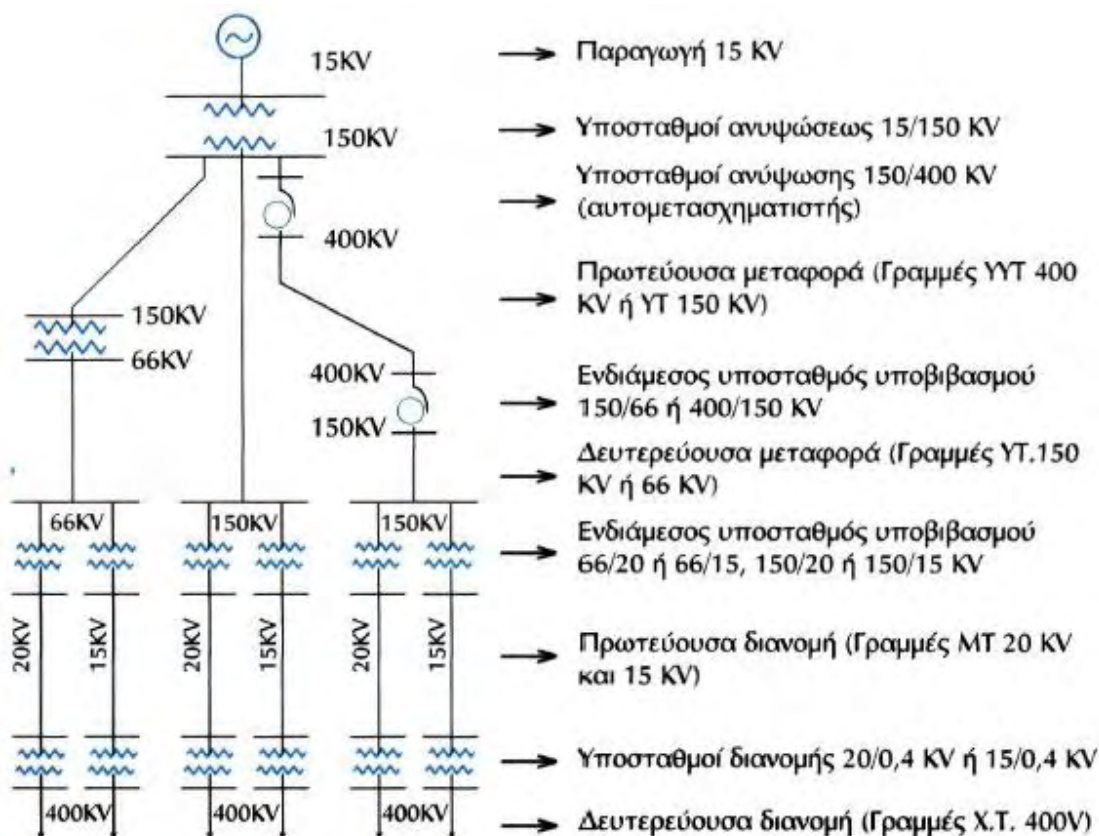 15KV
Παραγωγή 15 KV
150KV
Υποσταθμοί ανυψώσεως 15/150 KV
Υποσταθμοί ανύψωσης 150/400 KV
(αυτομετασχηματιστής)
400KV
Πρωτεύουσα μεταφορά (Γραμμές ΥΥΤ 400
KV ή ΥΤ 150 KV)
150KV
66KV
400KV
150KV
Ενδιάμεσος υποσταθμός υποβιβασμού
150/66 ή 400/150 KV
Δευτερεύουσα μεταφορά (Γραμμές ΥΤ.150
KV ή 66 KV)
66KV 150KV 150KV
Ενδιάμεσος υποσταθμός υποβιβασμού
66/20 ή 66/15, 150/20 ή 150/15 KV
20KV 15KV 20KV 15KV 20KV 15KV
Πρωτεύουσα διανομή (Γραμμές ΜΤ 20 KV
και 15 KV)
Υποσταθμοί διανομής 20/0,4 KV ή 15/0,4 KV
400KV 400KV 400KV
Δευτερεύουσα διανομή (Γραμμές Χ.Τ. 400V)